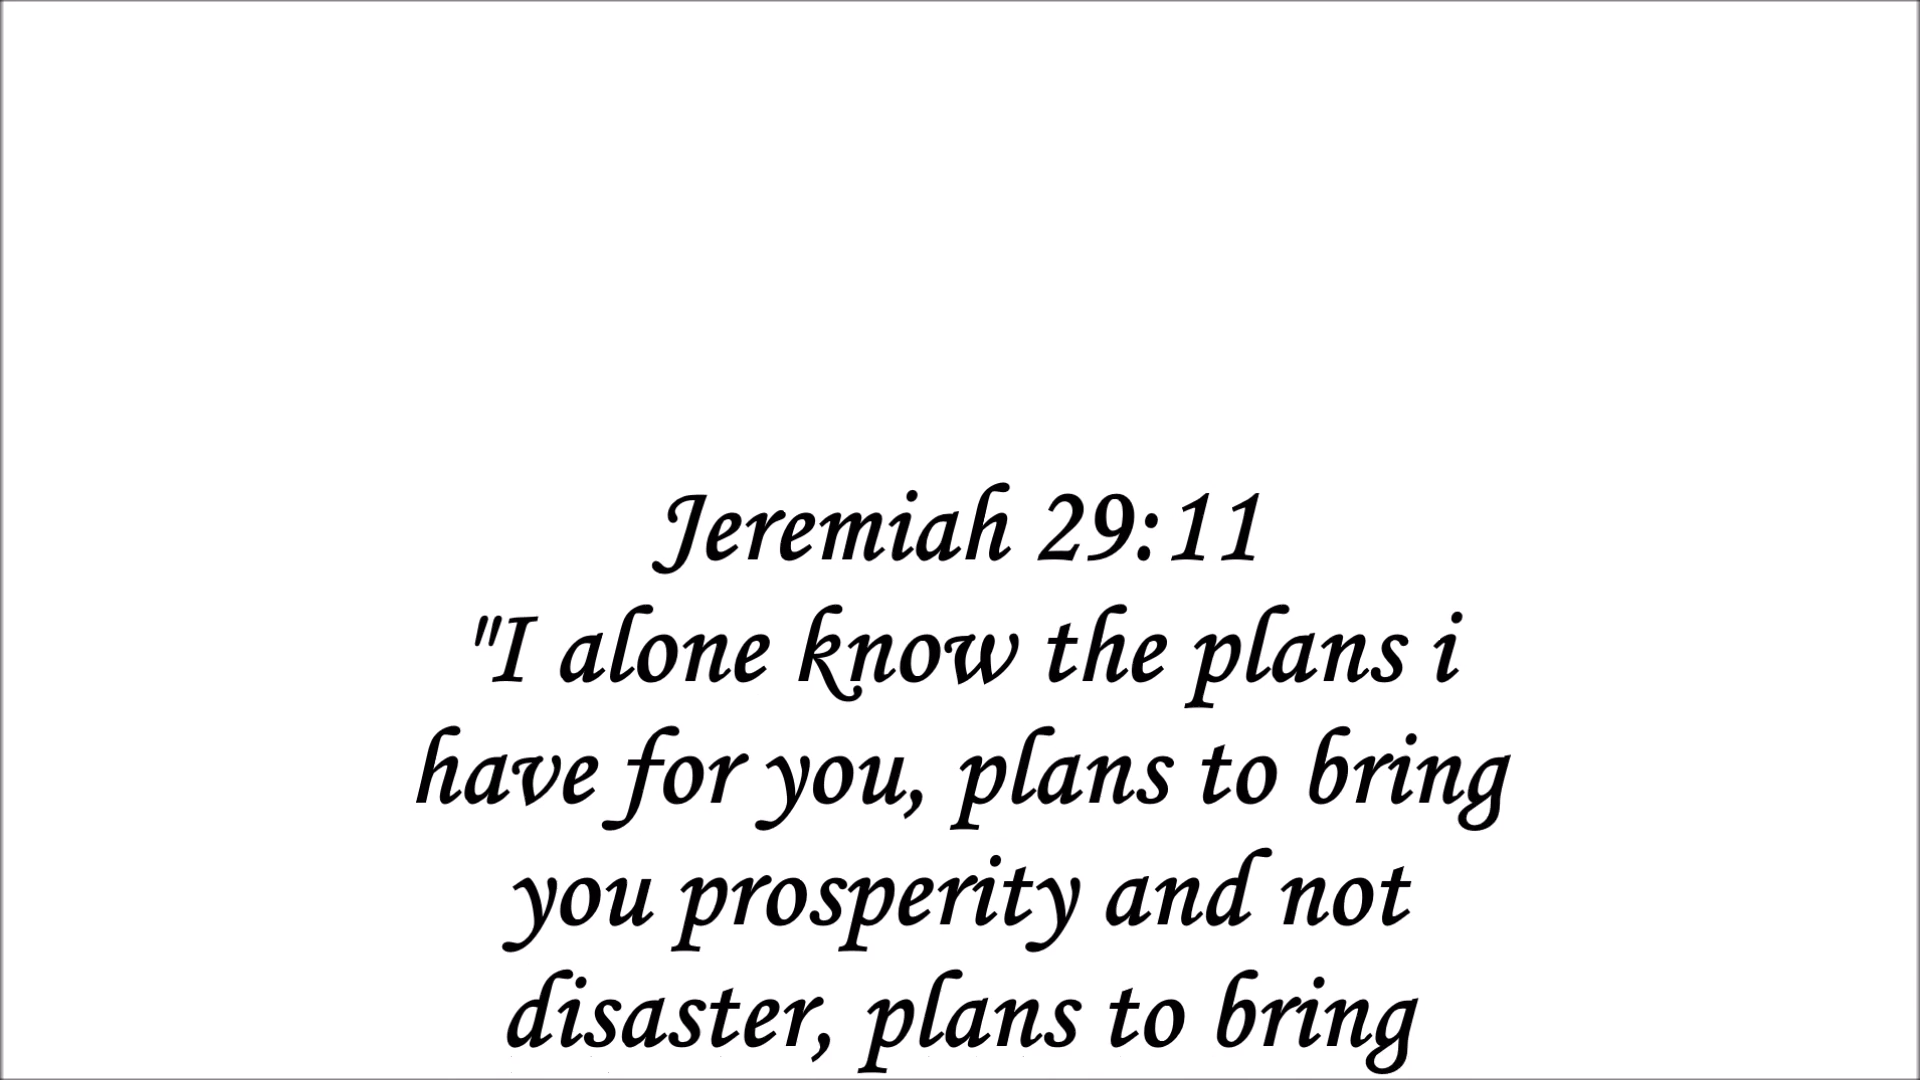 Jeremiah 29:11
"I alone know the plans i
have for you, plans to bring
you prosperity and not
disaster, plans to bring